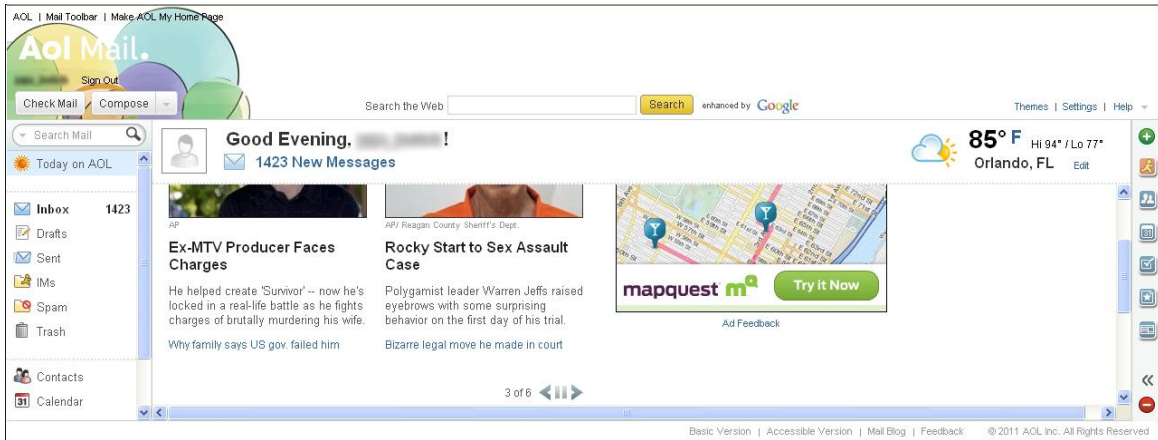 AOL | Mail Toolbar | Make AOL My Home Page
Aol Mail.
Sign Out
Check Mail Compose
Search the Web Search enhanced by Google
Themes | Settings | Help
Search Mail
Good Evening, !
1423 New Messages
85° F Hi 94° / Lo 77°
Orlando, FL Edit
Today on AOL
Inbox 1423
Drafts
Sent
IMs
Spam
Trash
Contacts
31 Calendar
AP
Ex-MTV Producer Faces
Charges
He helped create 'Survivor' -- now he's
locked in a real-life battle as he fights
charges of brutally murdering his wife.
Why family says US gov. failed him
AP/ Reagan County Sheriff's Dept.
Rocky Start to Sex Assault
Case
Polygamist leader Warren Jeffs raised
eyebrows with some surprising
behavior on the first day of his trial.
Bizarre legal move he made in court
mapquest mq Try it Now
Ad Feedback
3 of 6
Basic Version | Accessible Version | Mail Blog | Feedback © 2011 AOL Inc. All Rights Reserved